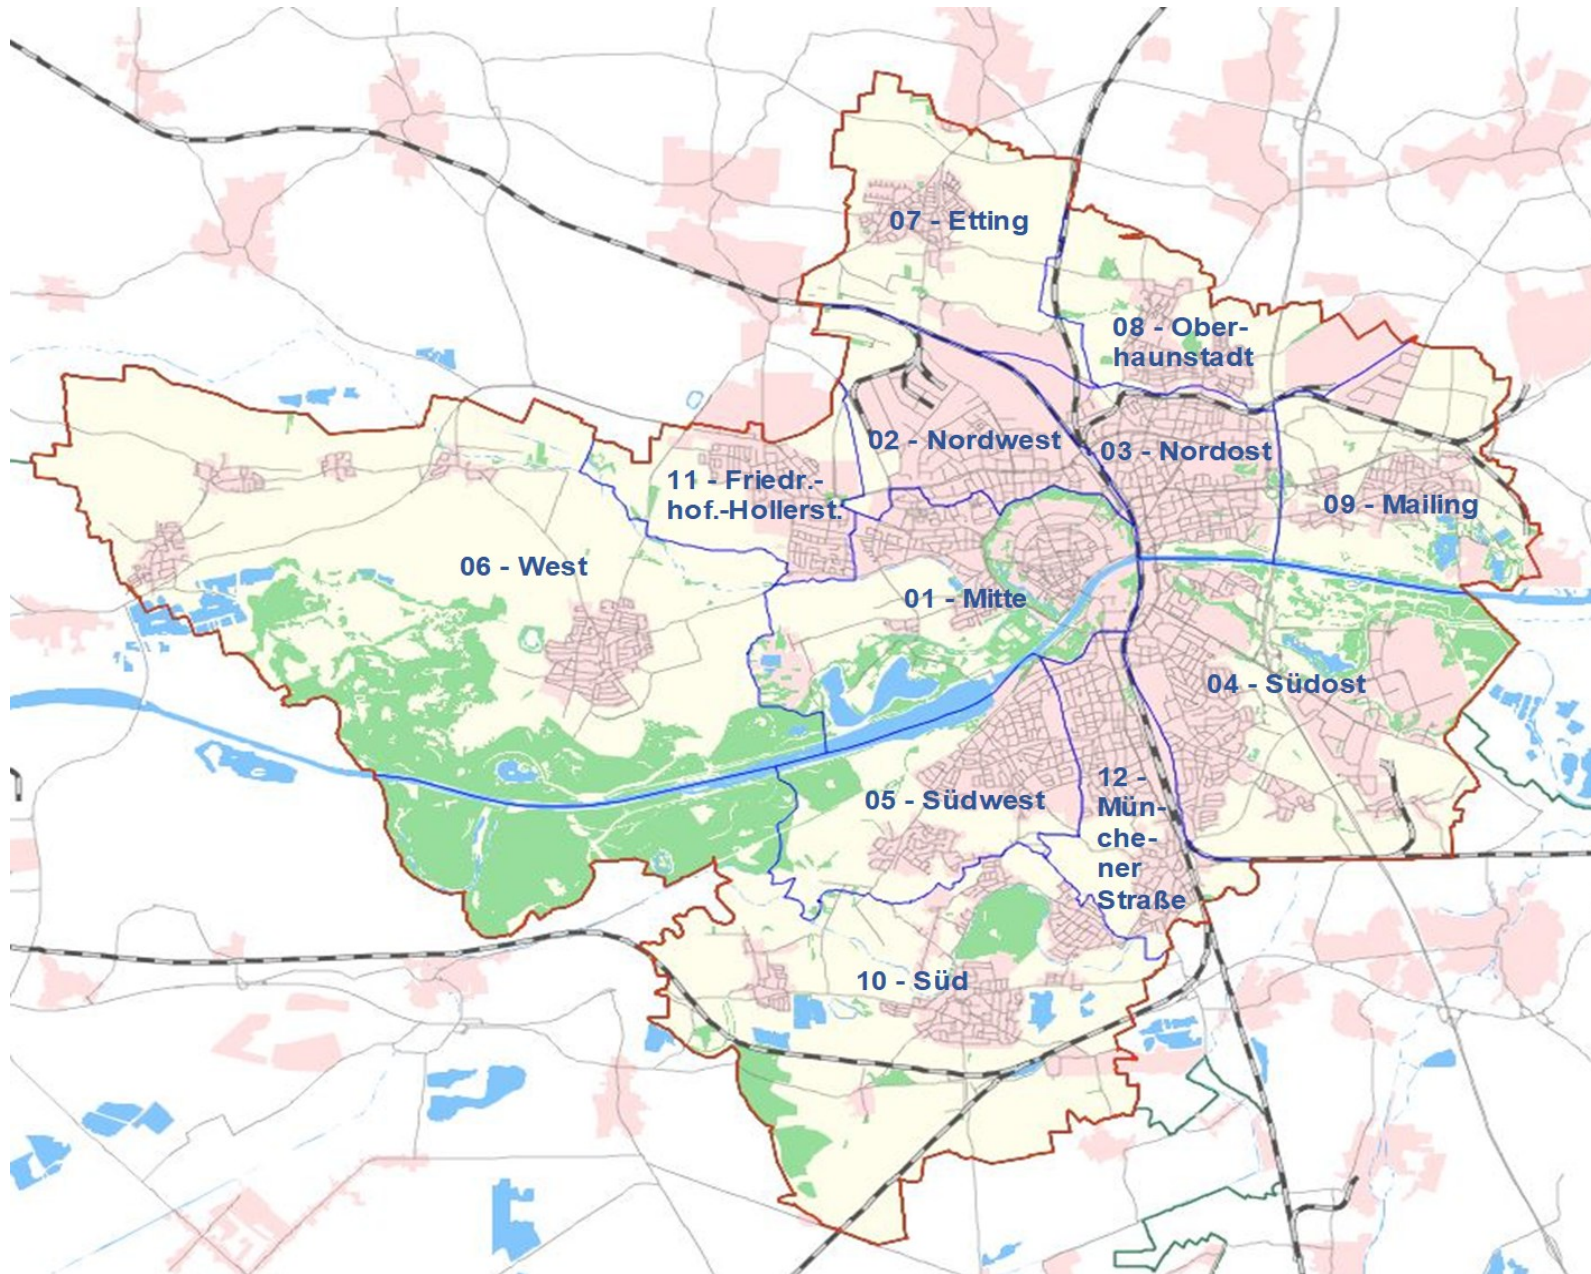 07 - Etting
08 - Ober-
haunstadt
02 - Nordwest
03 - Nordost
11 - Friedr.-
hof.-Hollerst.
09 - Mailing
06 - West
01 - Mitte
04 - Südost
05 - Südwest
12 -
Mün-
che-
ner
Straße
10 - Süd